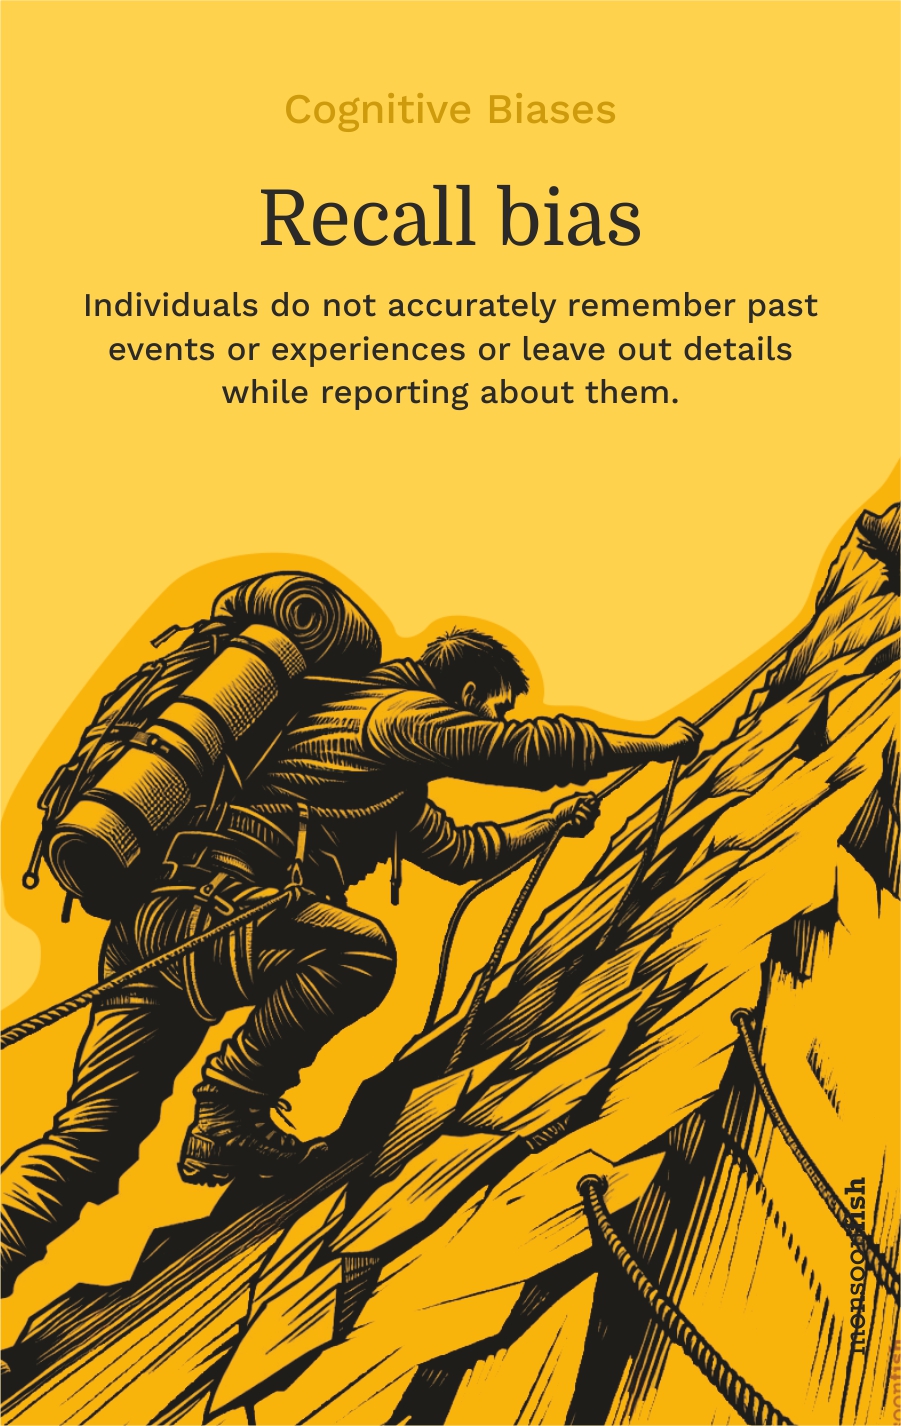 Cognitive Biases
Recall bias
Individuals do not accurately remember past
events or experiences or leave out details
while reporting about them.
monsoonfish